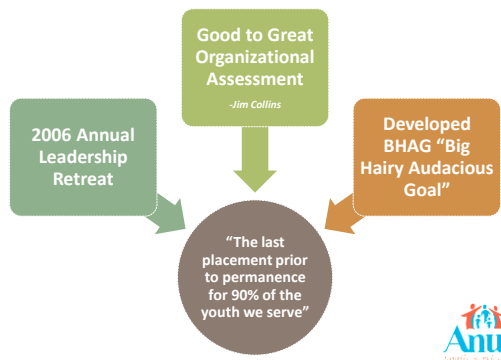 Good to Great
Organizational
Assessment
-Jim Collins
2006 Annual
Leadership
Retreat
Developed
BHAG “Big
Hairy Audacious
Goal”
“The last
placement prior
to permanence
for 90% of the
youth we serve”
Anu